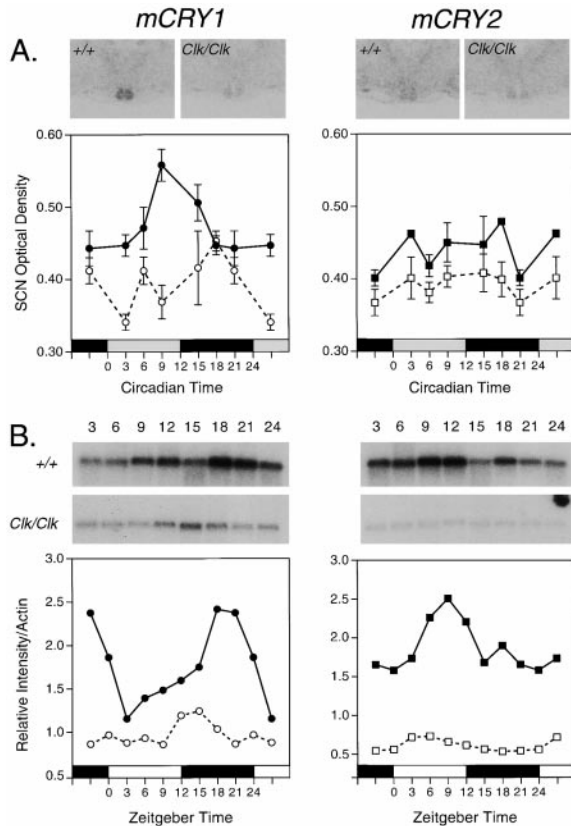 mCRY1 mCRY2
A. +/+ Clk/Clk +/+ Clk/Clk
0.60 0.60
SCN Optical Density
0.50 0.50
0.40 0.40
0.30 0.30
0 3 6 9 12 15 18 21 24 0 3 6 9 12 15 18 21 24
Circadian Time Circadian Time
B. 3 6 9 12 15 18 21 24 3 6 9 12 15 18 21 24
+/+
Clk/Clk
3.0 3.0
Relative Intensity/Actin
2.5 2.5
2.0 2.0
1.5 1.5
1.0 1.0
0.5 0.5
0 3 6 9 12 15 18 21 24 0 3 6 9 12 15 18 21 24
Zeitgeber Time Zeitgeber Time